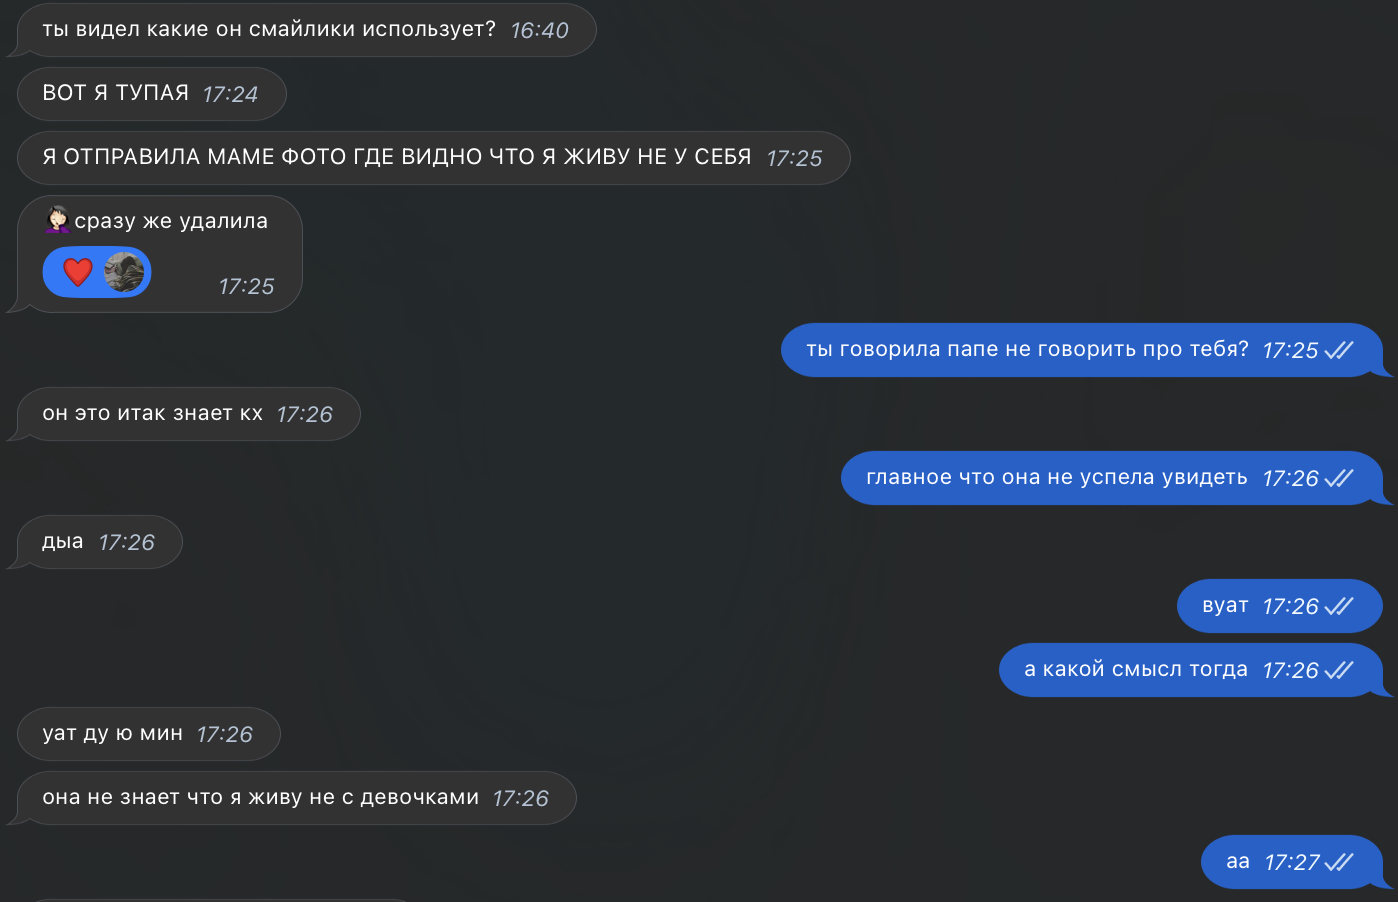 ты видел какие он смайлики использует? 16:40
ВОТ Я ТУПАЯ 17:24
Я ОТПРАВИЛА МАМЕ ФОТО ГДЕ ВИДНО ЧТО Я ЖИВУ НЕ У СЕБЯ 17:25
🤦🏻‍♀️сразу же удалила
❤️ 17:25
ты говорила папе не говорить про тебя? 17:25
он это итак знает кх 17:26
главное что она не успела увидеть 17:26
дыа 17:26
вуат 17:26
а какой смысл тогда 17:26
уат ду ю мин 17:26
она не знает что я живу не с девочками 17:26
аа 17:27